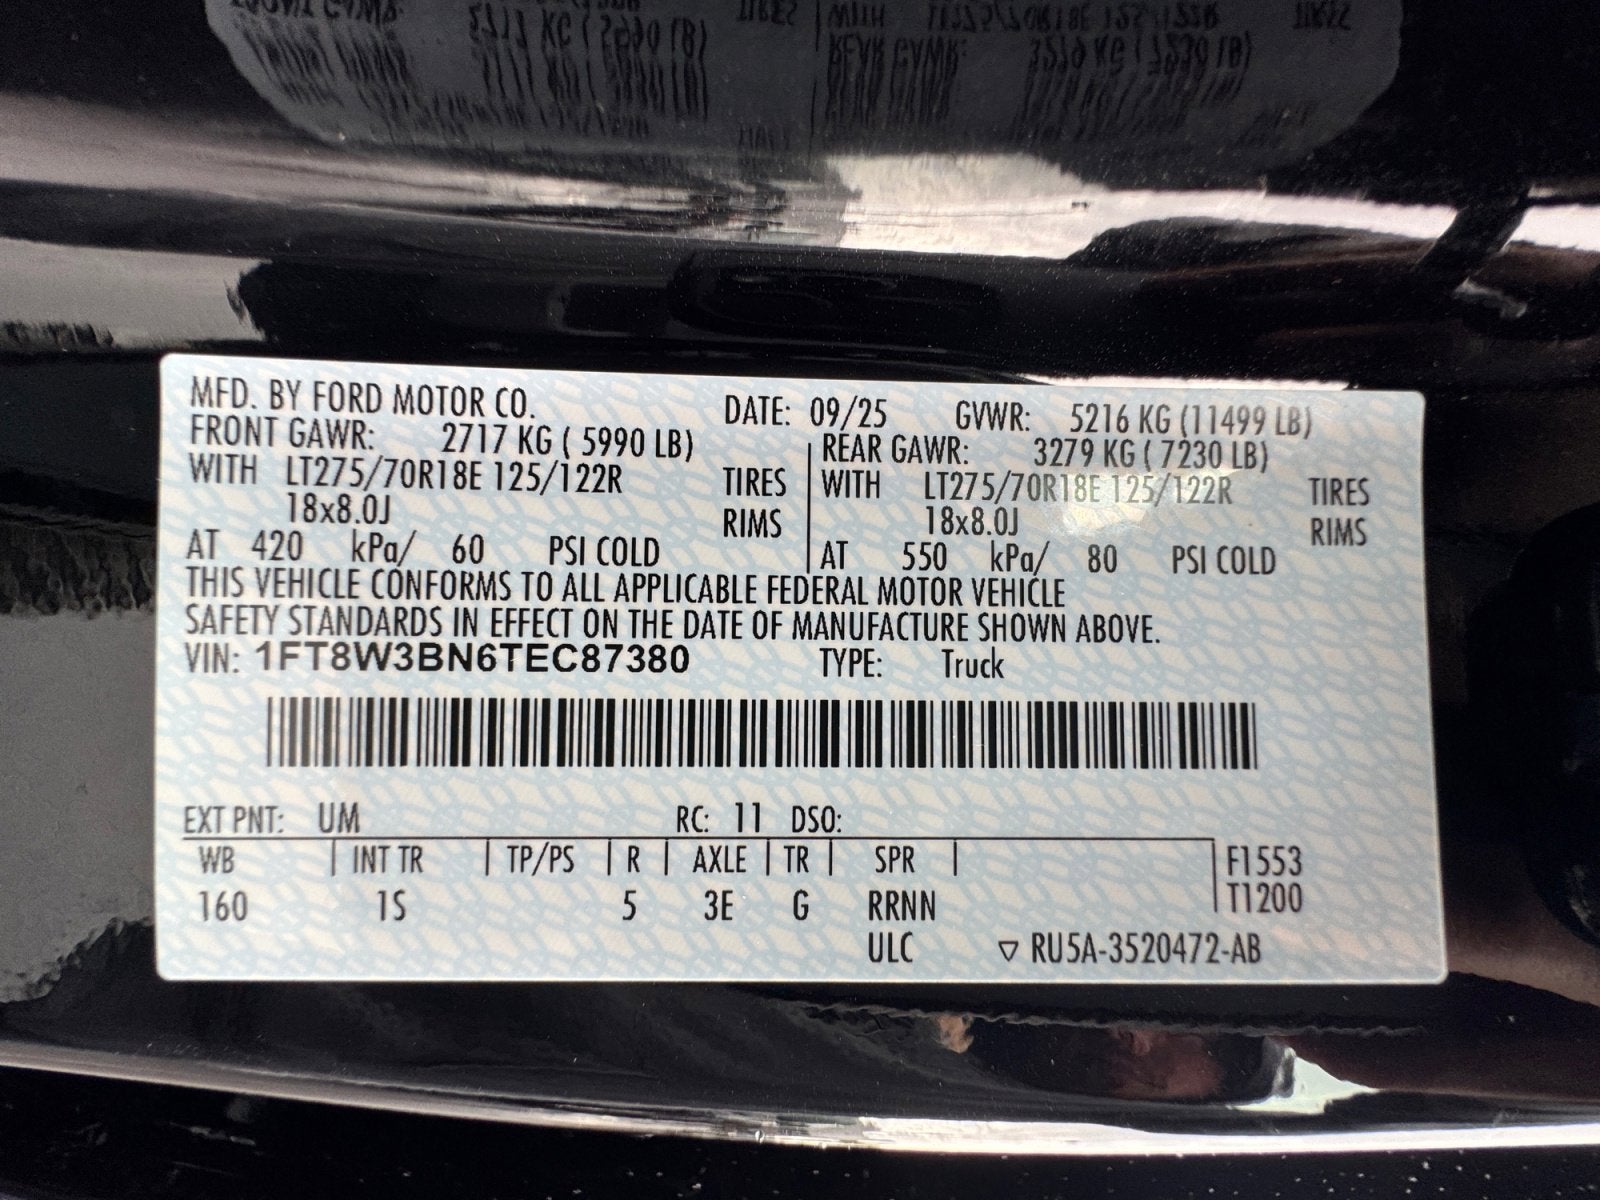 MFD. BY FORD MOTOR CO. DATE: 09/25 GVWR: 5216 KG (11499 LB)
FRONT GAWR: 2717 KG ( 5990 LB) REAR GAWR: 3279 KG ( 7230 LB)
WITH LT275/70R18E 125/122R TIRES WITH LT275/70R18E 125/122R TIRES
18x8.0J RIMS 18x8.0J RIMS
AT 420 kPa/ 60 PSI COLD AT 550 kPa/ 80 PSI COLD
THIS VEHICLE CONFORMS TO ALL APPLICABLE FEDERAL MOTOR VEHICLE
SAFETY STANDARDS IN EFFECT ON THE DATE OF MANUFACTURE SHOWN ABOVE.
VIN: 1FT8W3BN6TEC87380 TYPE: Truck
EXT PNT: UM RC: 11 DSO:
WB INT TR TP/PS R AXLE TR SPR F1553
160 1S 5 3E G RRNN T1200
ULC ▽ RU5A-3520472-AB